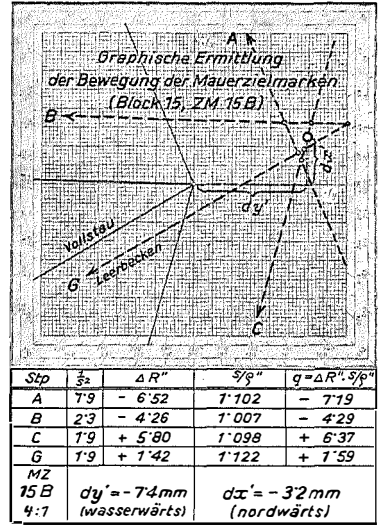 Graphische Ermittlung
der Bewegung der Mauerzielmarken
(Block 15, ZM 15 B)
A
B
dx'
dy'
Vollstau
Leerbecken
G
C
Stp 1/s2 Δ R" s/ρ" q = Δ R".s/ρ"
A 1'9 - 6'52 1'102 - 7'19
B 2'3 - 4'26 1'007 - 4'29
C 1'9 + 5'80 1'098 + 6'37
G 1'9 + 1'42 1'122 + 1'59
MZ
15 B dy' = - 7'4 mm dx' = - 3'2 mm
4:1 (wasserwärts) (nordwärts)